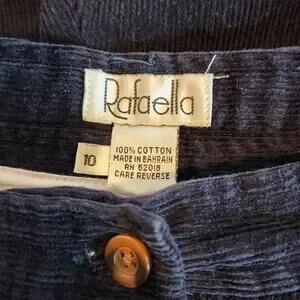 Rafaella
10
100% COTTON
MADE IN BAHRAIN
RN 62018
CARE REVERSE